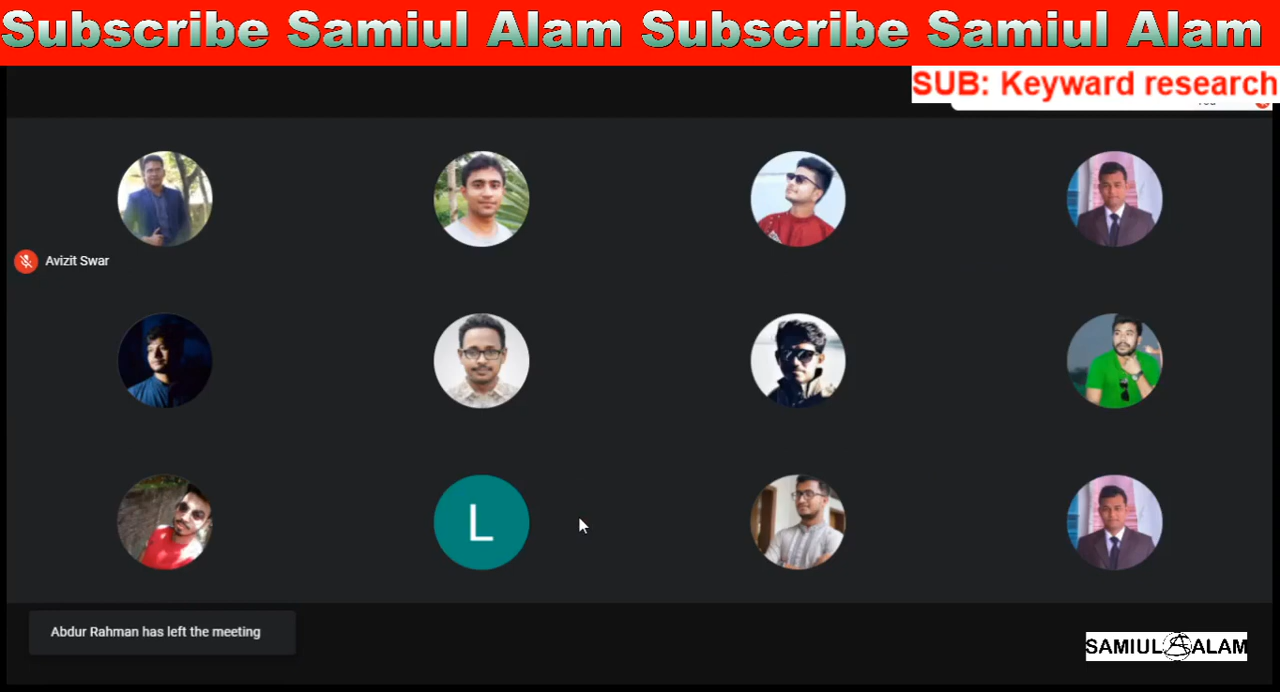 Subscribe Samiul Alam Subscribe Samiul Alam
SUB: Keyward research
Avizit Swar
L
Abdur Rahman has left the meeting
SAMIUL ALAM